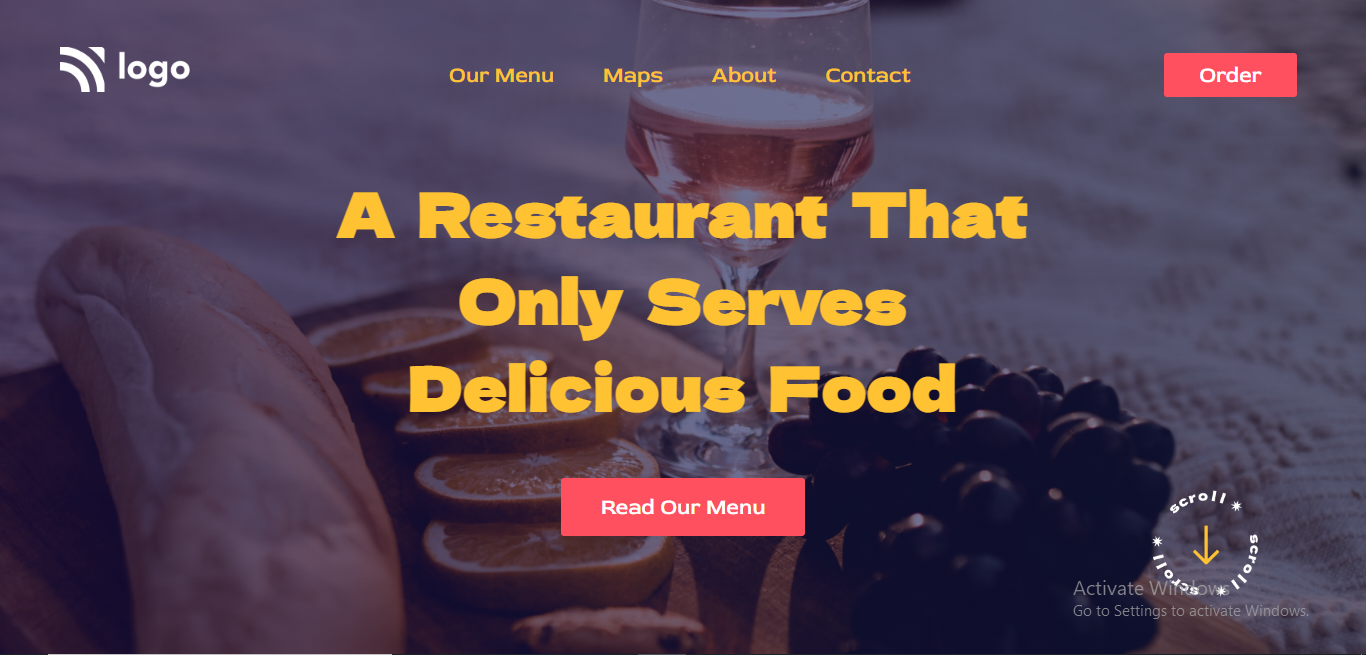 logo
Our Menu Maps About Contact
Order
A Restaurant That
Only Serves
Delicious Food
Read Our Menu
scroll * scroll * scroll *
Activate Windows
Go to Settings to activate Windows.